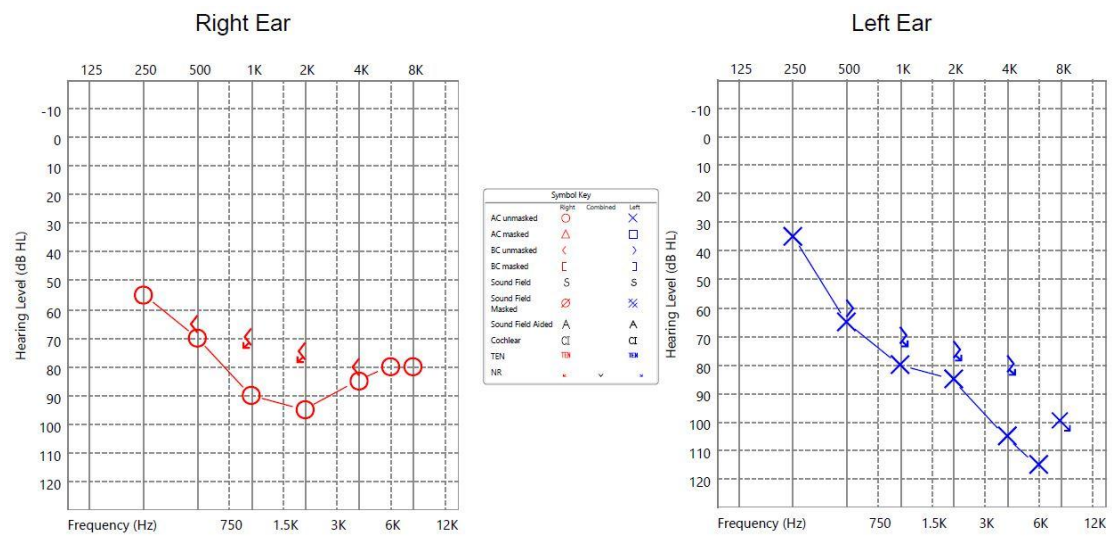 Right Ear
Left Ear
125 250 500 1K 2K 4K 8K
Hearing Level (dB HL)
-10
0
10
20
30
40
50
60
70
80
90
100
110
120
Frequency (Hz) 750 1.5K 3K 6K 12K
Symbol Key
Right Combined Left
AC unmasked
AC masked
BC unmasked
BC masked
Sound Field S S
Sound Field
Masked
Sound Field Aided A A
Cochlear CI CI
TEN TEN TEN
NR
125 250 500 1K 2K 4K 8K
Hearing Level (dB HL)
-10
0
10
20
30
40
50
60
70
80
90
100
110
120
Frequency (Hz) 750 1.5K 3K 6K 12K